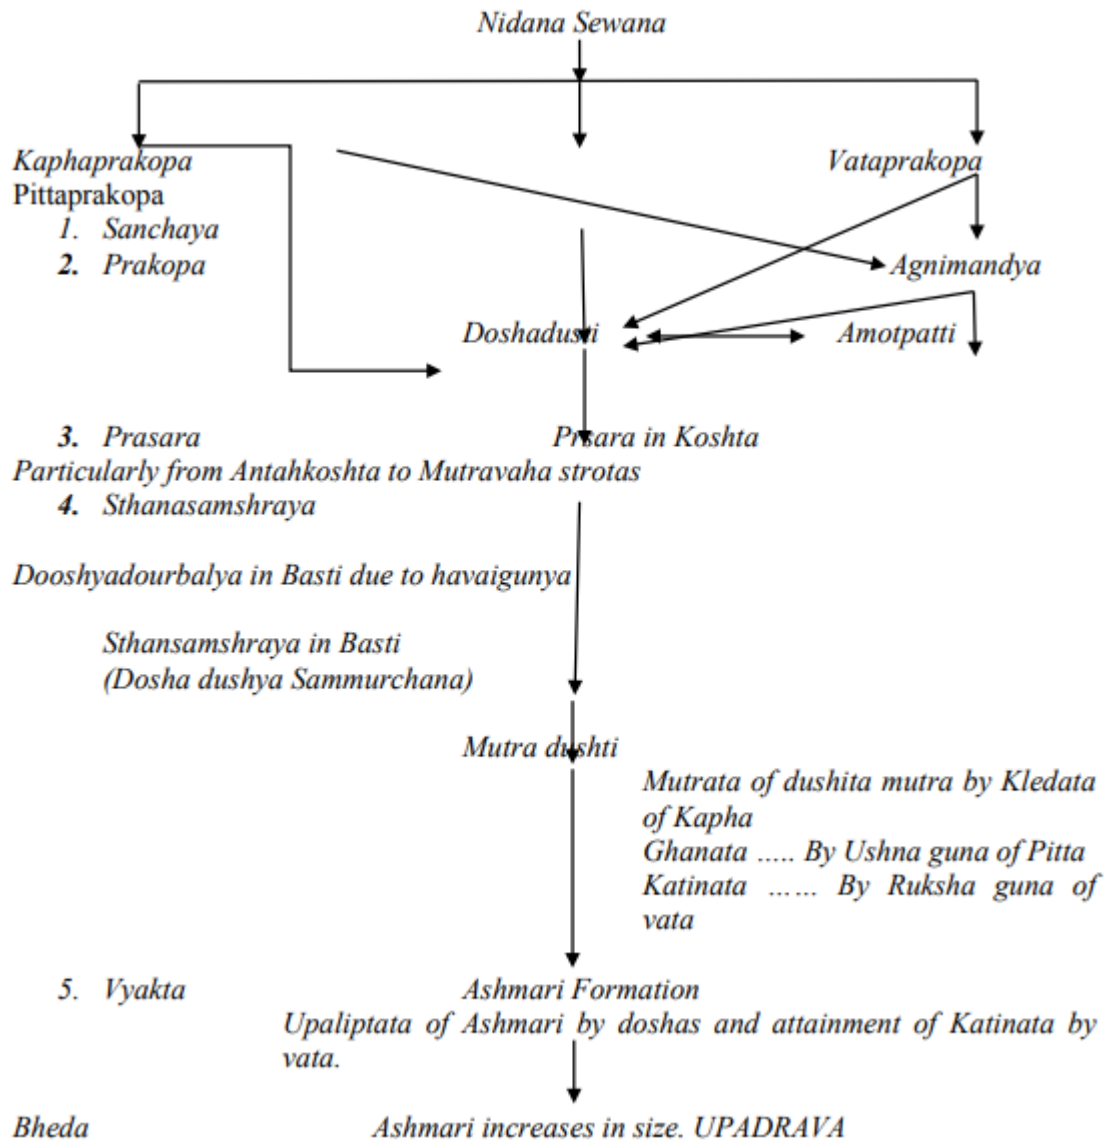 Nidana Sewana
Kaphaprakopa Vataprakopa
Pittaprakopa
1. Sanchaya
2. Prakopa Agnimandya
Doshadusti Amotpatti
3. Prasara Prsara in Koshta
Particularly from Antahkoshta to Mutravaha strotas
4. Sthanasamshraya
Dooshyadourbalya in Basti due to havaigunya
Sthansamshraya in Basti
(Dosha dushya Sammurchana)
Mutra dushti
Mutrata of dushita mutra by Kledata
of Kapha
Ghanata ..... By Ushna guna of Pitta
Katinata ...... By Ruksha guna of
vata
5. Vyakta Ashmari Formation
Upaliptata of Ashmari by doshas and attainment of Katinata by
vata.
Bheda Ashmari increases in size. UPADRAVA